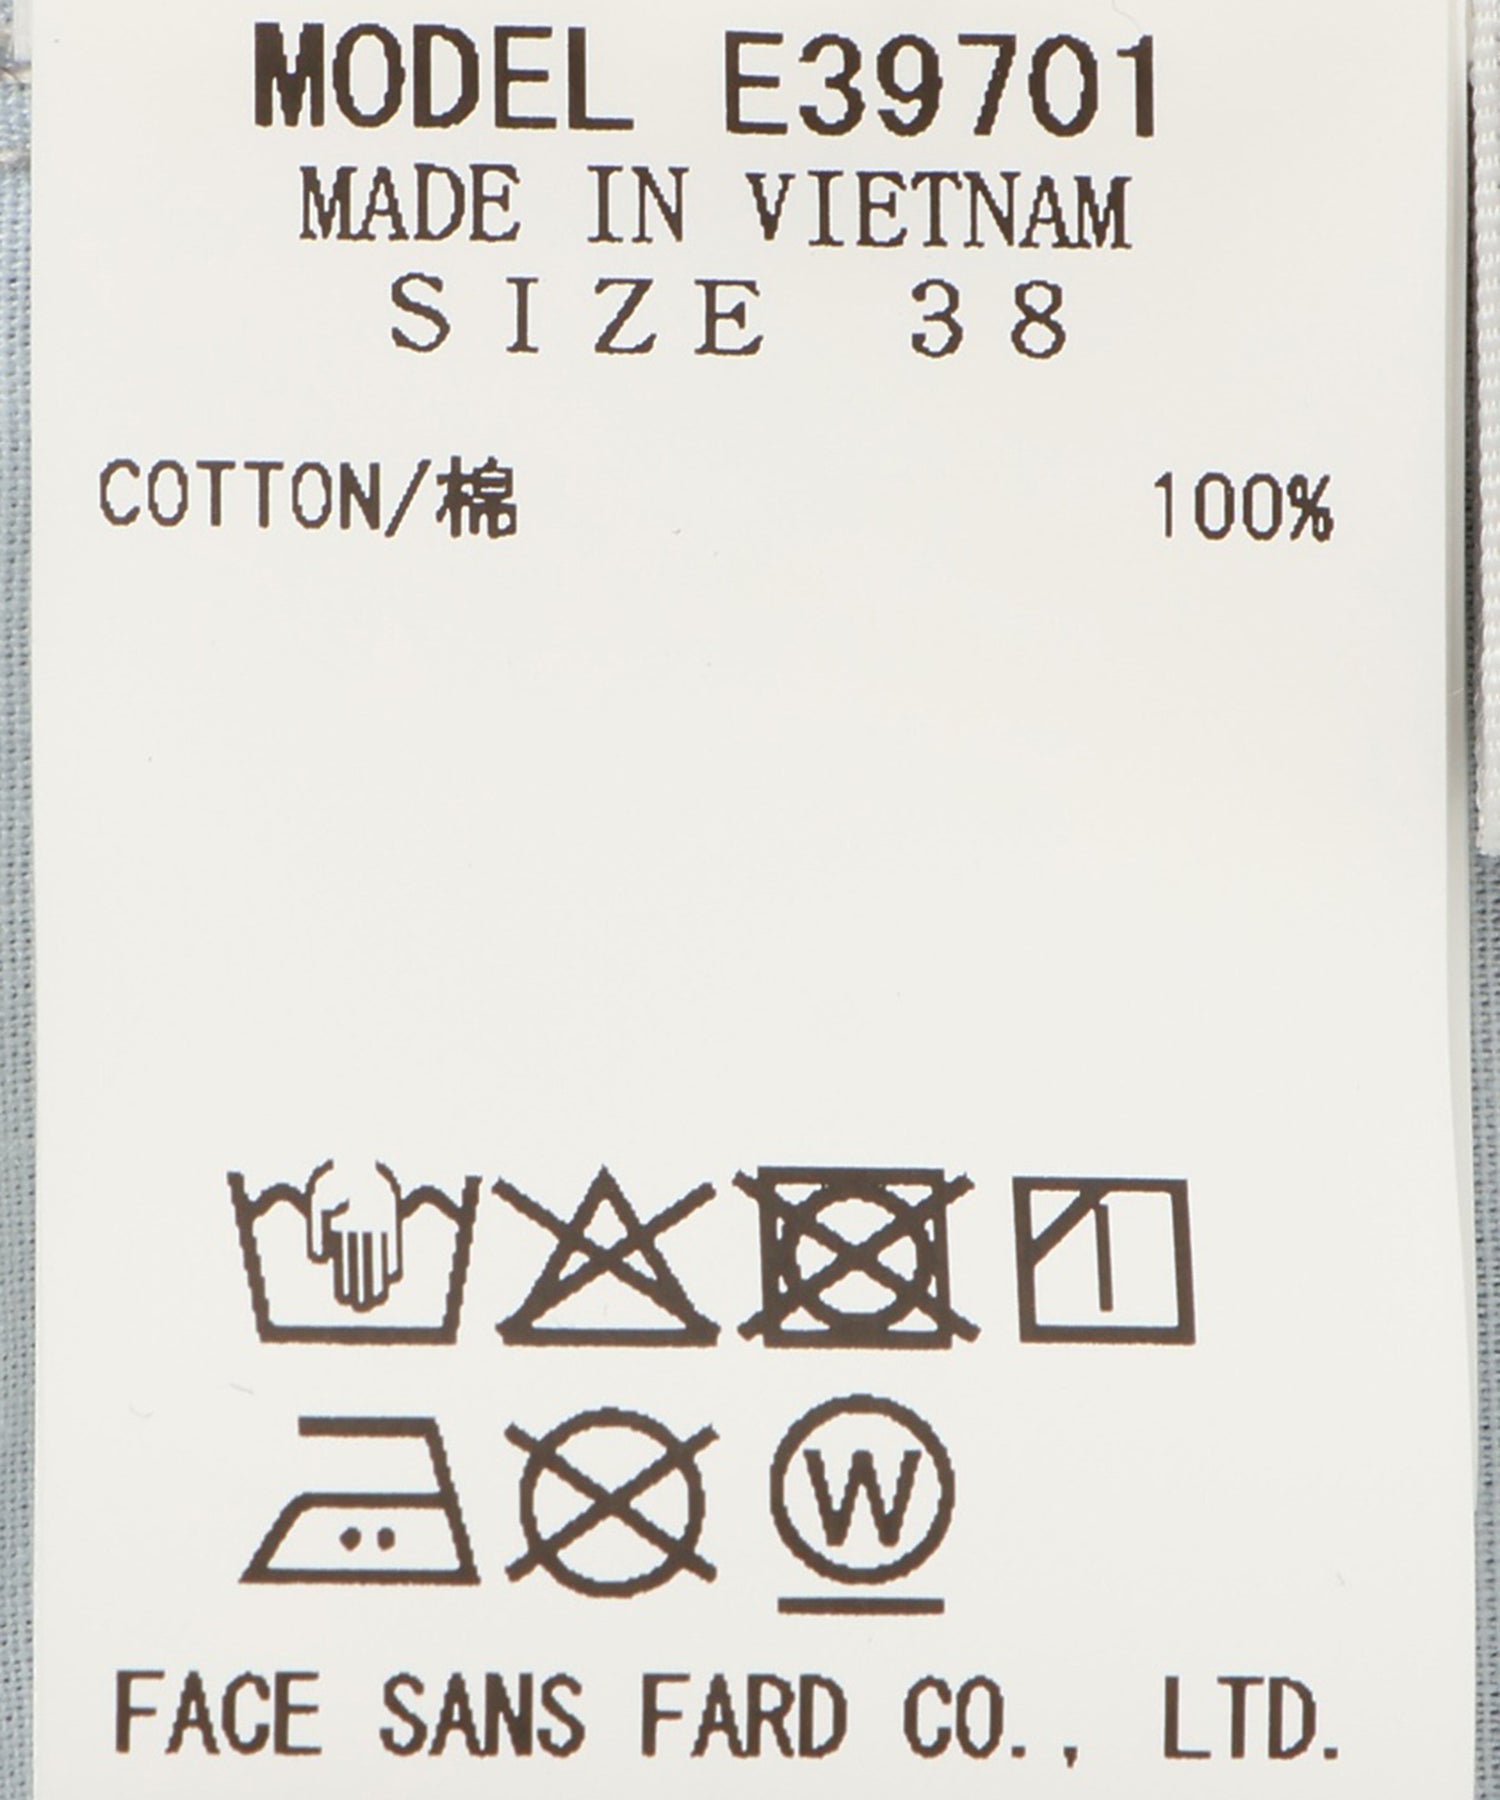 MODEL E39701
MADE IN VIETNAM
SIZE 38
COTTON/棉 100%
W
FACE SANS FARD CO., LTD.